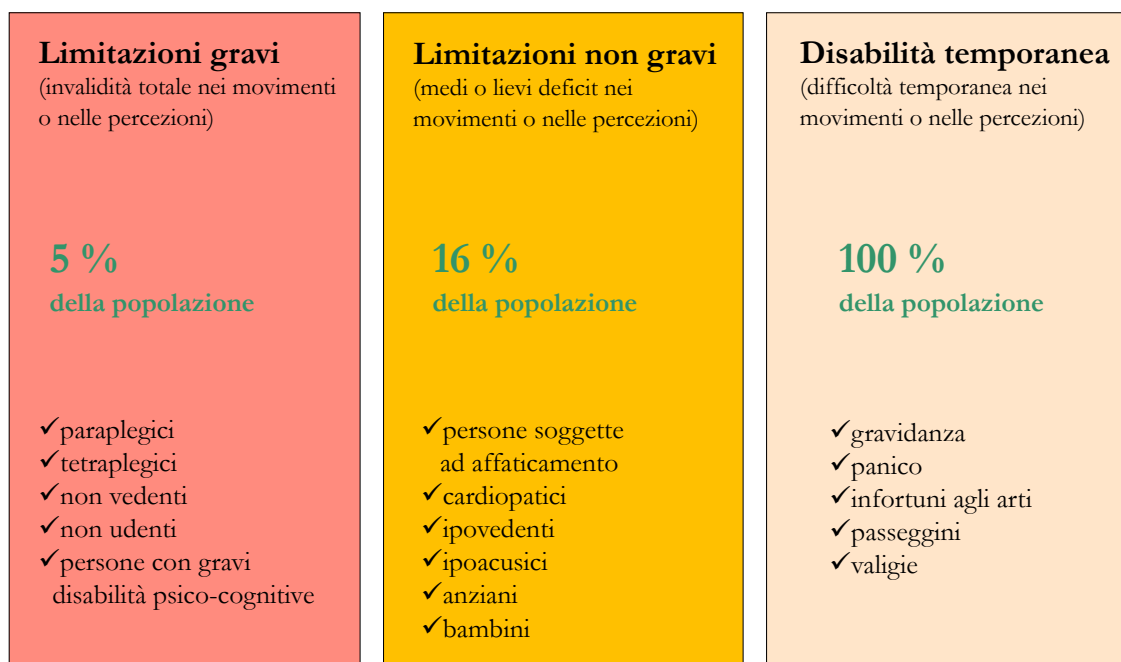 Limitazioni gravi
(invalidità totale nei movimenti
o nelle percezioni)
5 %
della popolazione
✓paraplegici
✓tetraplegici
✓non vedenti
✓non udenti
✓persone con gravi
disabilità psico-cognitive
Limitazioni non gravi
(medi o lievi deficit nei
movimenti o nelle percezioni)
16 %
della popolazione
✓persone soggette
ad affaticamento
✓cardiopatici
✓ipovedenti
✓ipoacusici
✓anziani
✓bambini
Disabilità temporanea
(difficoltà temporanea nei
movimenti o nelle percezioni)
100 %
della popolazione
✓gravidanza
✓panico
✓infortuni agli arti
✓passeggini
✓valigie